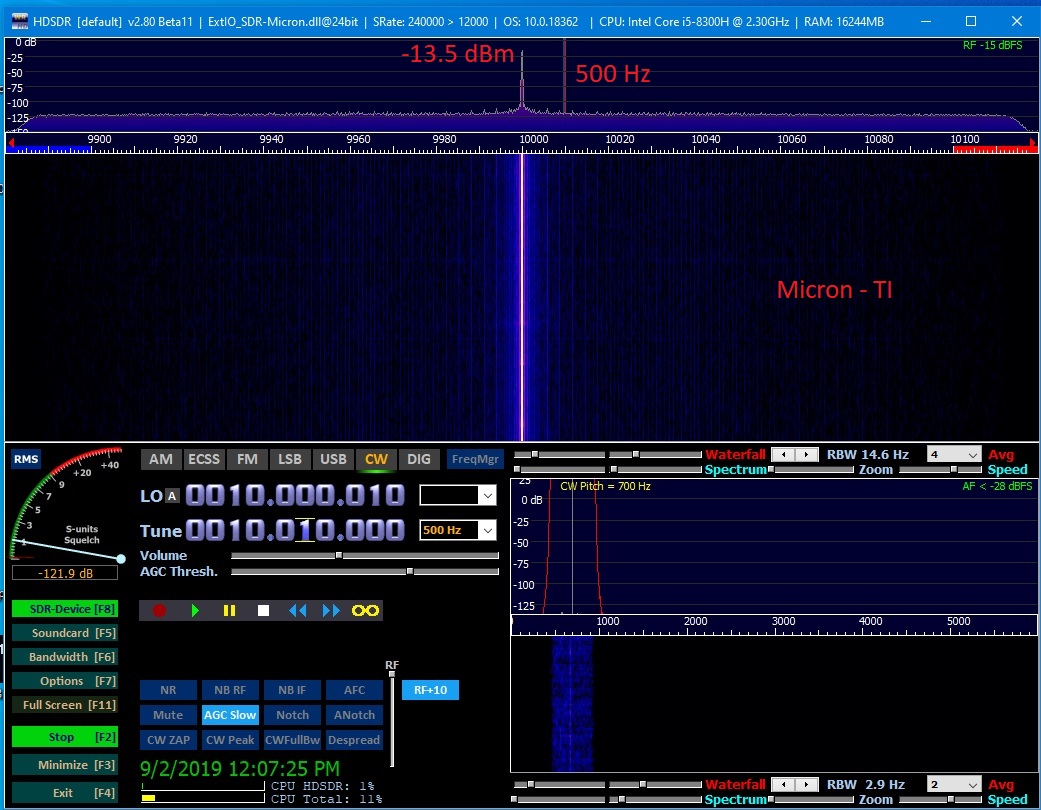 HDSDR [default] v2.80 Beta11 | ExtIO_SDR-Micron.dll@24bit | SRate: 240000 > 12000 | OS: 10.0.18362 | CPU: Intel Core i5-8300H @ 2.30GHz | RAM: 16244MB
0 dB
-25
-50
-75
-100
-125
RF -15 dBFS
-13.5 dBm
500 Hz
9900 9920 9940 9960 9980 10000 10020 10040 10060 10080 10100
Micron - TI
RMS
1 3 5 7 9 +20 +40
S-units
Squelch
-121.9 dB
AM ECSS FM LSB USB CW DIG FreqMgr
LO A 0010.000.010
Tune 0010.010.000 500 Hz
Volume
AGC Thresh.
SDR-Device [F8]
Soundcard [F5]
Bandwidth [F6]
Options [F7]
Full Screen [F11]
Stop [F2]
Minimize [F3]
Exit [F4]
RF
NR NB RF NB IF AFC RF+10
Mute AGC Slow Notch ANotch
CW ZAP CW Peak CWFullBw Despread
9/2/2019 12:07:25 PM
CPU HDSDR: 1%
CPU Total: 11%
Waterfall RBW 14.6 Hz 4 Avg
Spectrum Zoom Speed
25
0 dB
-25
-50
-75
-100
-125
CW Pitch = 700 Hz
AF < -28 dBFS
1000 2000 3000 4000 5000
Waterfall RBW 2.9 Hz 2 Avg
Spectrum Zoom Speed